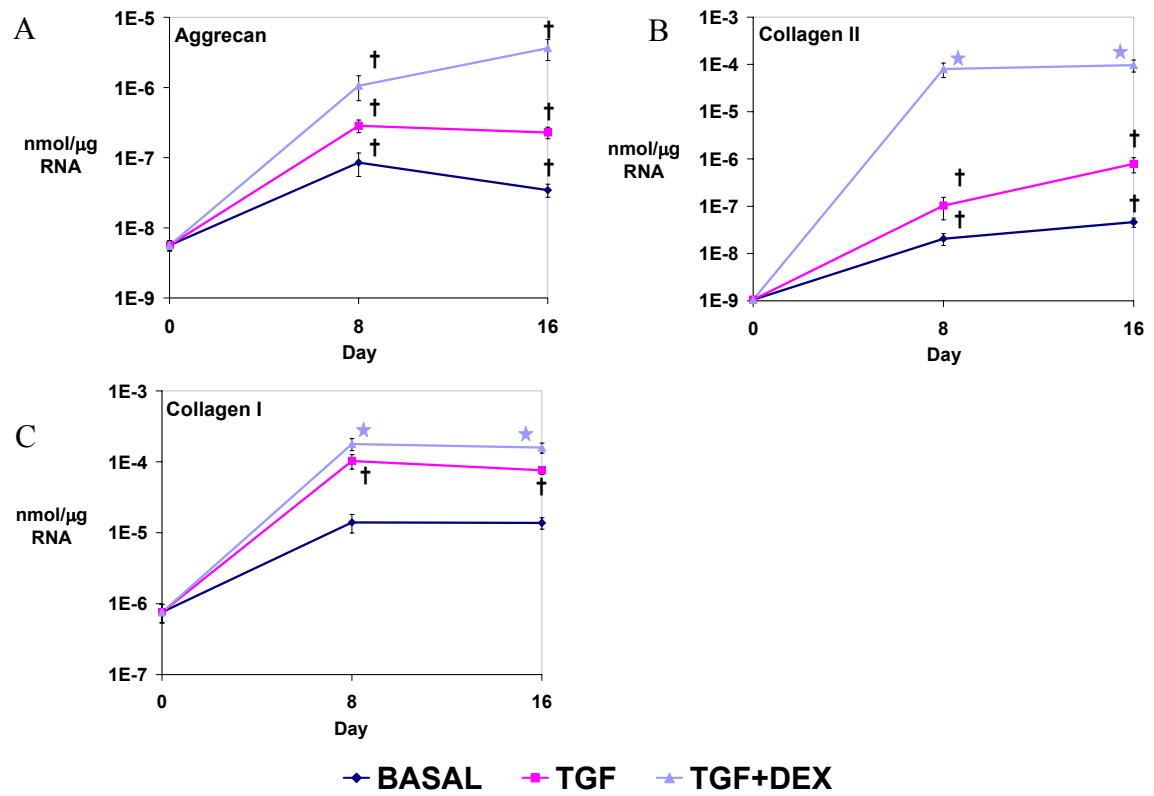 A
Aggrecan
nmol/µg
RNA
1E-5
1E-6
1E-7
1E-8
1E-9
†
†
†
†
†
†
0
8
16
Day
B
Collagen II
nmol/µg
RNA
1E-3
1E-4
1E-5
1E-6
1E-7
1E-8
1E-9
★
★
†
†
†
†
0
8
16
Day
C
Collagen I
nmol/µg
RNA
1E-3
1E-4
1E-5
1E-6
1E-7
★
★
†
†
0
8
16
Day
BASAL
TGF
TGF+DEX